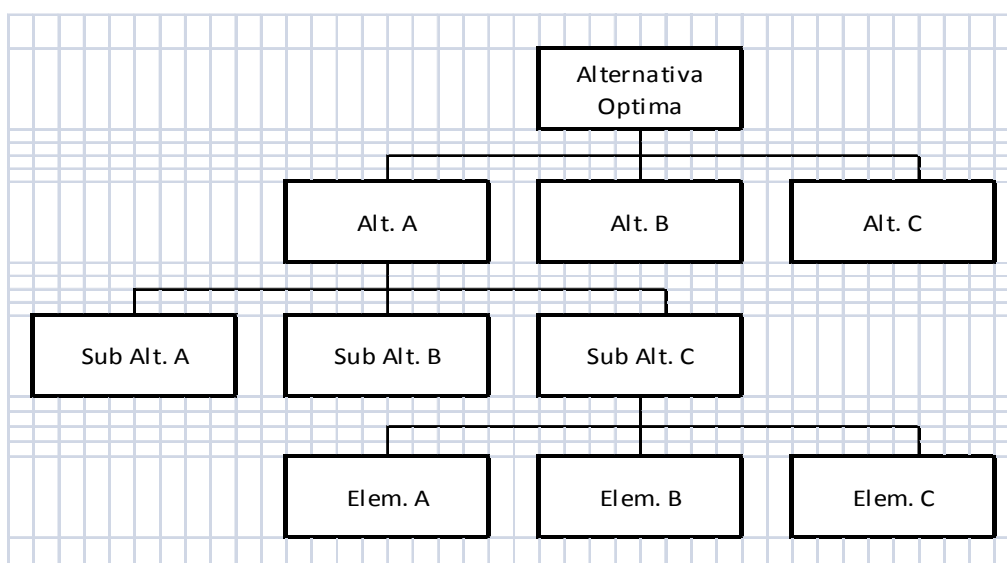 Alternativa
Optima
Alt. A
Alt. B
Alt. C
Sub Alt. A
Sub Alt. B
Sub Alt. C
Elem. A
Elem. B
Elem. C